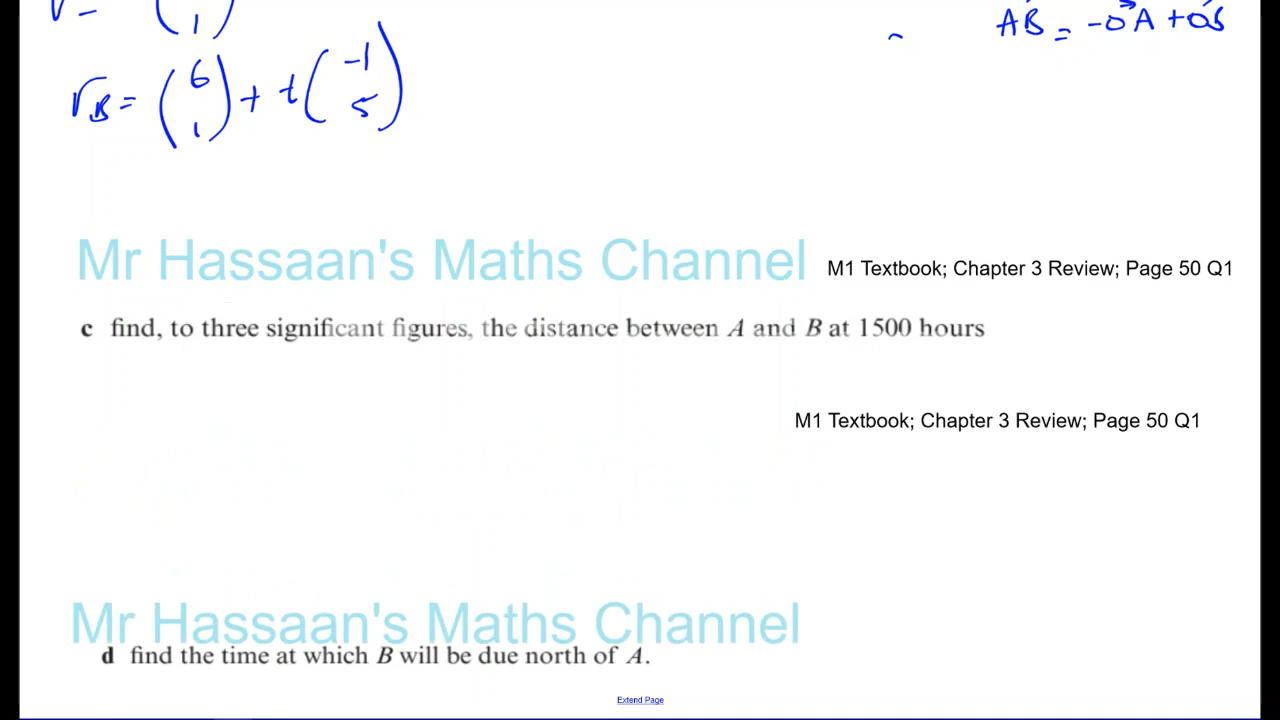 1
AB = -OA + OB
r_B = (6 1) + t(-1 5)
Mr Hassaan's Maths Channel
M1 Textbook; Chapter 3 Review; Page 50 Q1
c find, to three significant figures, the distance between A and B at 1500 hours
M1 Textbook; Chapter 3 Review; Page 50 Q1
Mr Hassaan's Maths Channel
d find the time at which B will be due north of A.
Extend Page